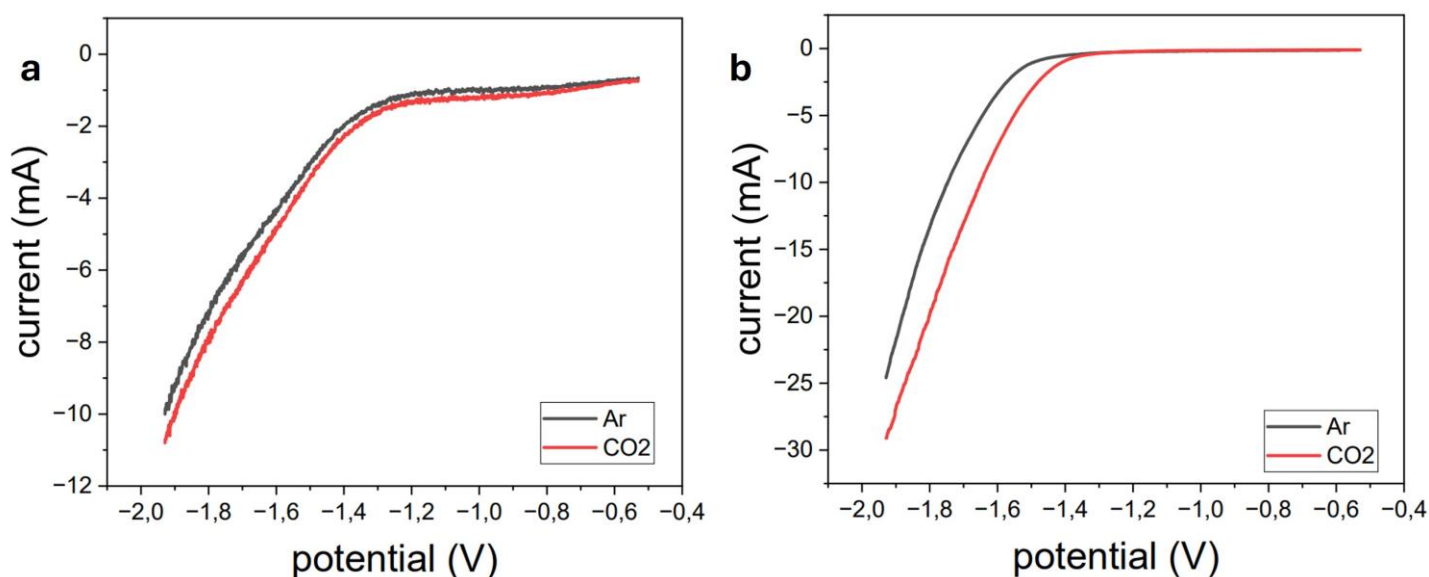 a
current (mA)
0
−2
−4
−6
−8
−10
−12
−2,0 −1,8 −1,6 −1,4 −1,2 −1,0 −0,8 −0,6 −0,4
potential (V)
Ar
CO2
b
current (mA)
0
−5
−10
−15
−20
−25
−30
−2,0 −1,8 −1,6 −1,4 −1,2 −1,0 −0,8 −0,6 −0,4
potential (V)
Ar
CO2